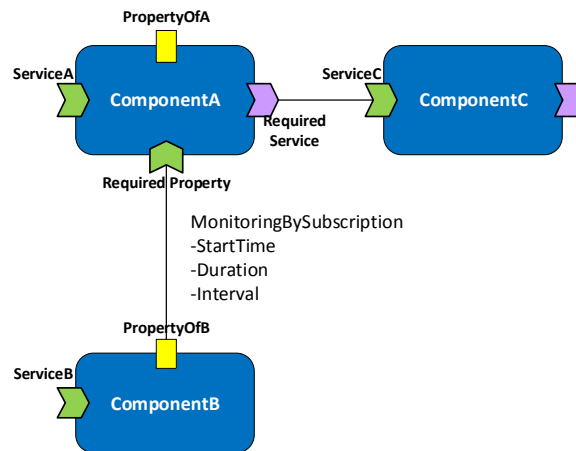 PropertyOfA
ServiceA
ComponentA
Required
Service
ServiceC
ComponentC
Required Property
MonitoringBySubscription
-StartTime
-Duration
-Interval
PropertyOfB
ServiceB
ComponentB